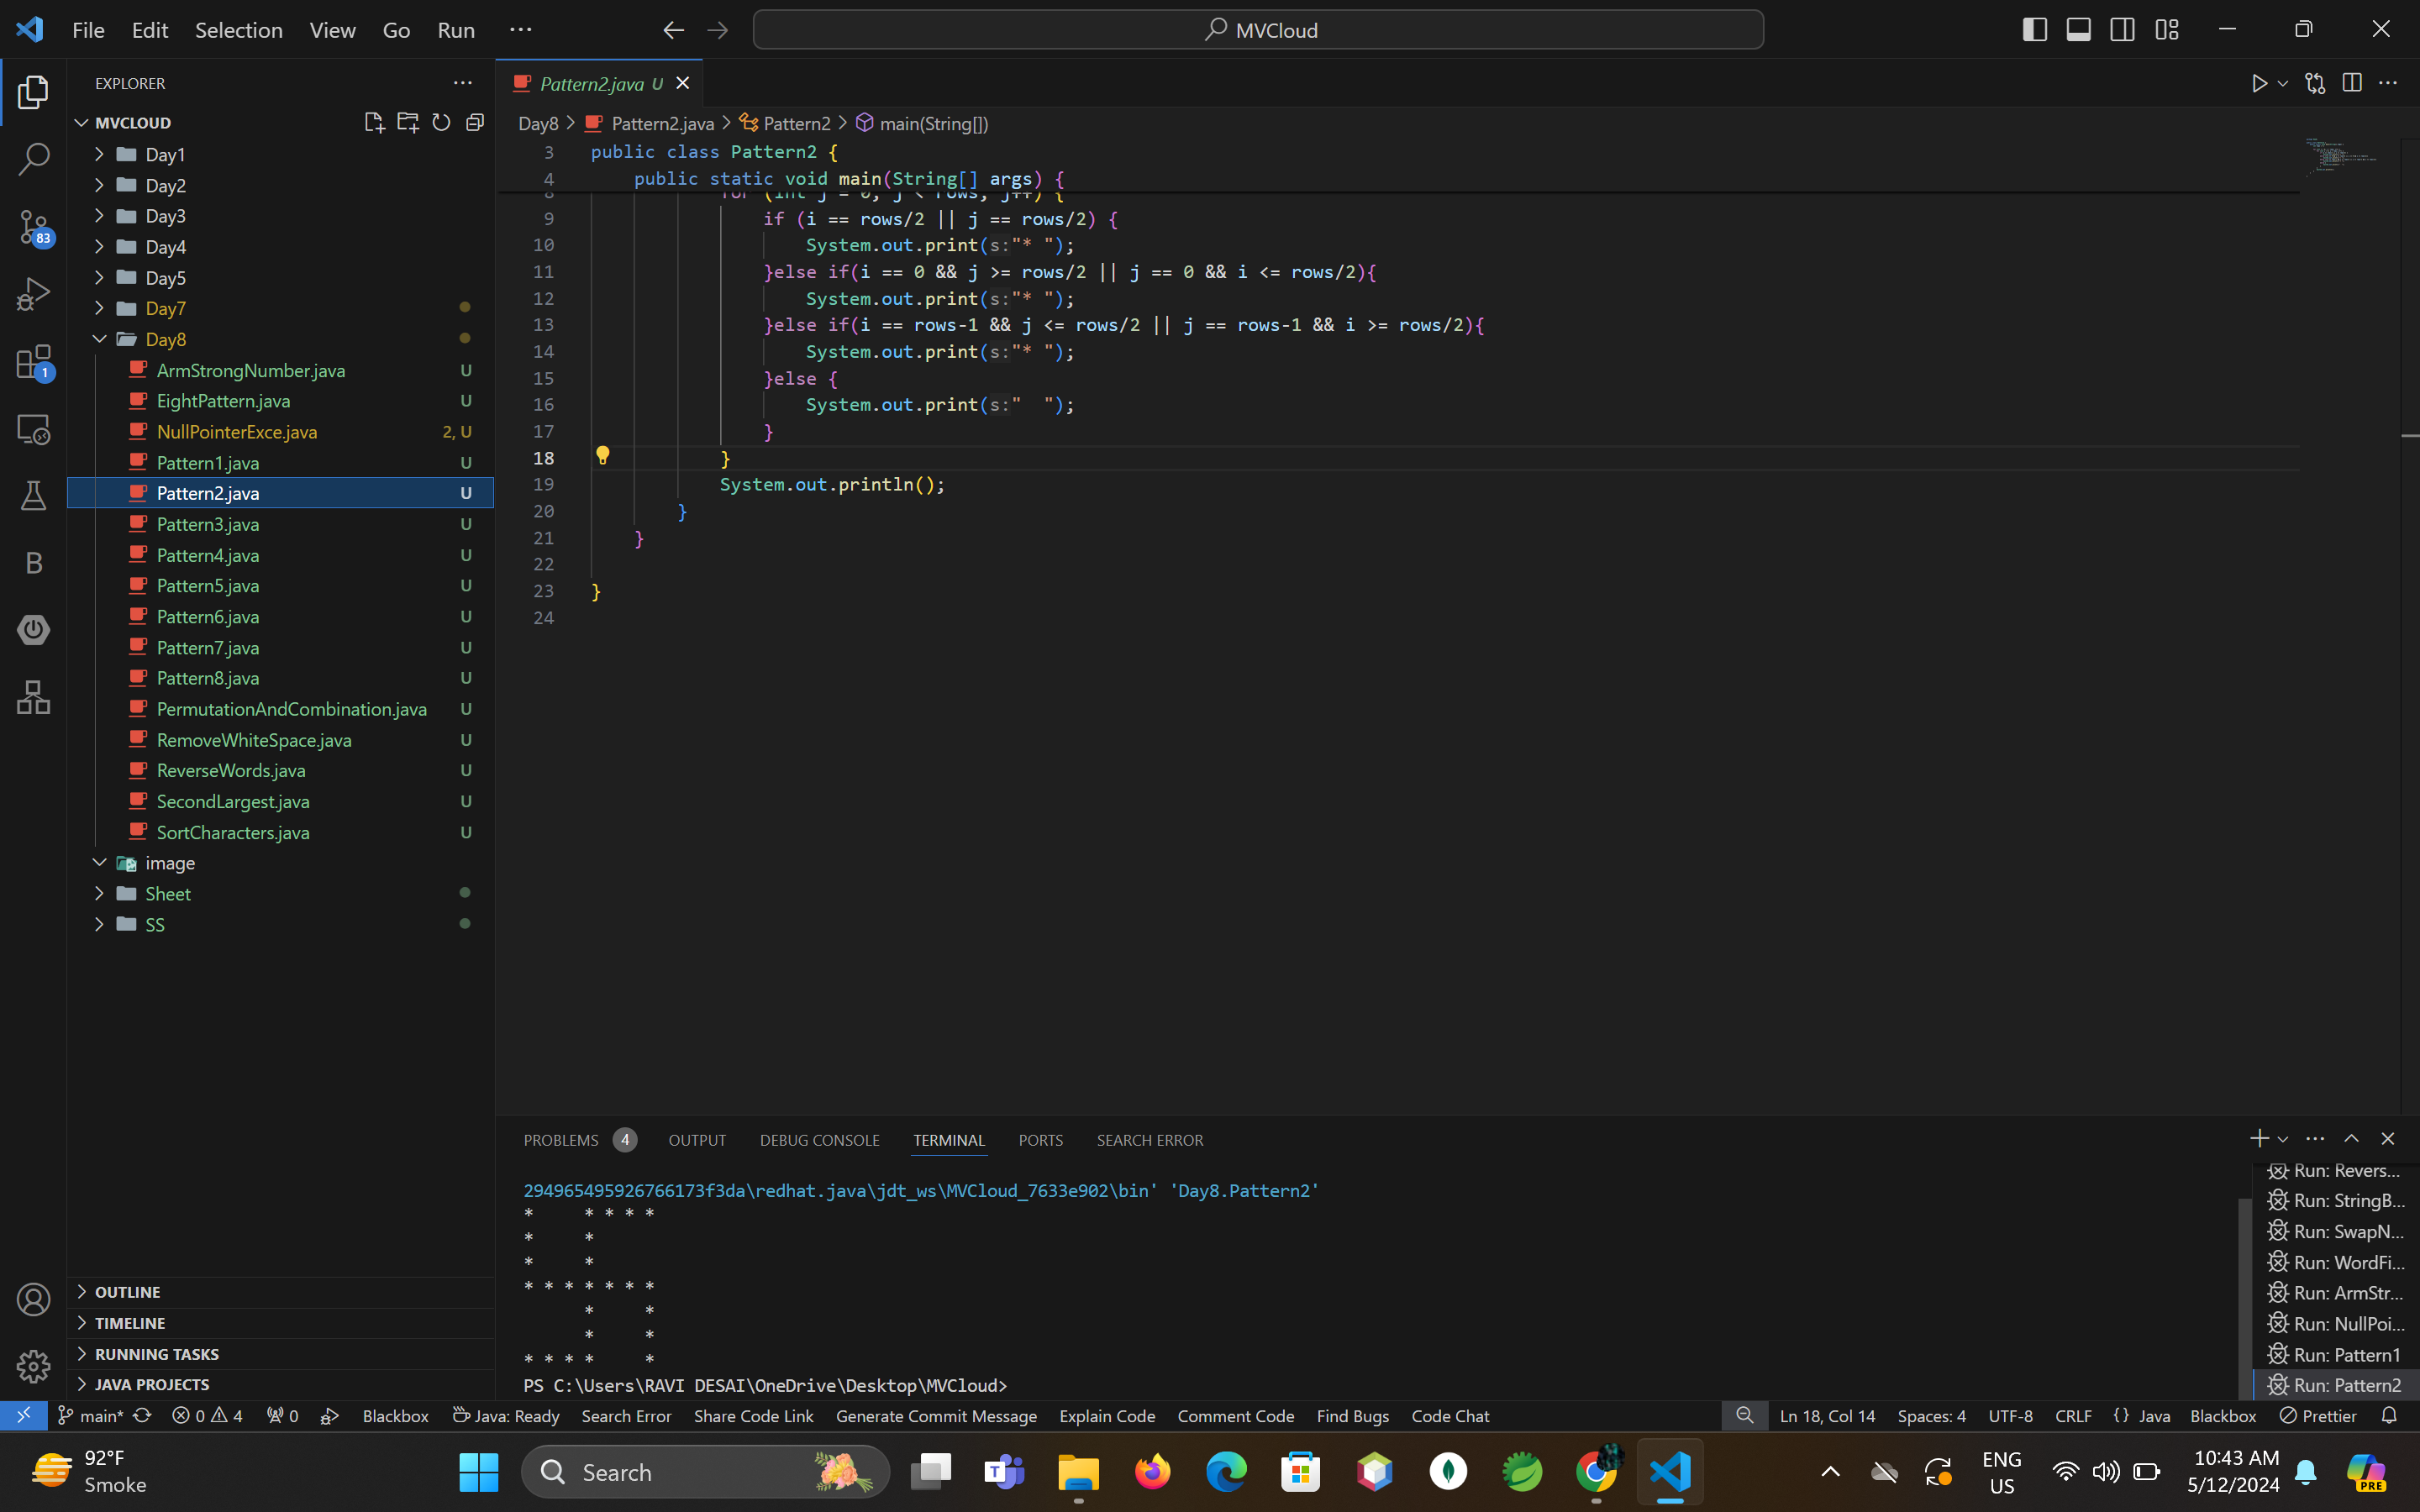 File Edit Selection View Go Run ··· MVCloud
EXPLORER
MVCLOUD
Day1
Day2
Day3
Day4
Day5
Day7
Day8
ArmStrongNumber.java U
EightPattern.java U
NullPointerExce.java 2, U
Pattern1.java U
Pattern2.java U
Pattern3.java U
Pattern4.java U
Pattern5.java U
Pattern6.java U
Pattern7.java U
Pattern8.java U
PermutationAndCombination.java U
RemoveWhiteSpace.java U
ReverseWords.java U
SecondLargest.java U
SortCharacters.java U
image
Sheet
SS
OUTLINE
TIMELINE
RUNNING TASKS
JAVA PROJECTS
83
1
B
Pattern2.java U
Day8 > Pattern2.java > Pattern2 > main(String[])
3 public class Pattern2 {
4 public static void main(String[] args) {
8 for (int j = 0; j < rows; j++) {
9 if (i == rows/2 || j == rows/2) {
10 System.out.print(s:"* ");
11 }else if(i == 0 && j >= rows/2 || j == 0 && i <= rows/2){
12 System.out.print(s:"* ");
13 }else if(i == rows-1 && j <= rows/2 || j == rows-1 && i >= rows/2){
14 System.out.print(s:"* ");
15 }else {
16 System.out.print(s:"  ");
17 }
18 }
19 System.out.println();
20 }
21 }
22
23 }
24
PROBLEMS 4 OUTPUT DEBUG CONSOLE TERMINAL PORTS SEARCH ERROR
294965495926766173f3da\redhat.java\jdt_ws\MVCloud_7633e902\bin' 'Day8.Pattern2'
*     * * * *
*     *
*     *
* * * * * * *
      *     *
      *     *
* * * *     *
PS C:\Users\RAVI DESAI\OneDrive\Desktop\MVCloud>
Run: Revers...
Run: StringB...
Run: SwapN...
Run: WordFi...
Run: ArmStr...
Run: NullPoi...
Run: Pattern1
Run: Pattern2
main* 0 4 0 Blackbox Java: Ready Search Error Share Code Link Generate Commit Message Explain Code Comment Code Find Bugs Code Chat Ln 18, Col 14 Spaces: 4 UTF-8 CRLF {} Java Blackbox Prettier
92°F
Smoke
Search
ENG
US
10:43 AM
5/12/2024
PRE